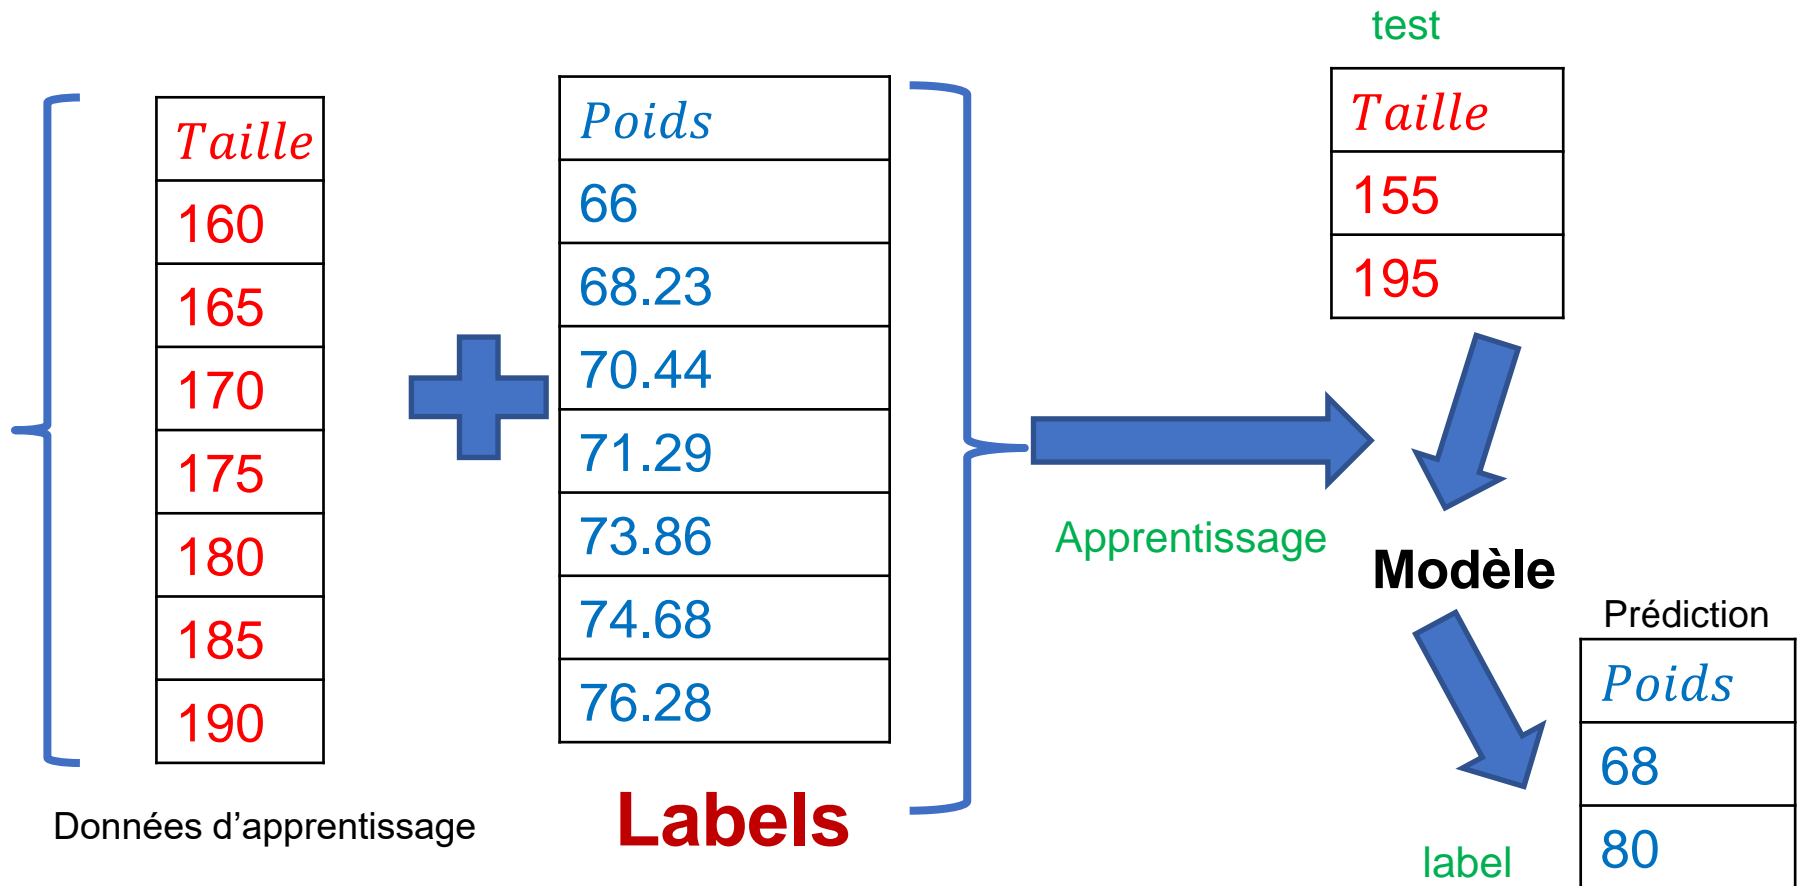 Taille
160
165
170
175
180
185
190
Données d’apprentissage
Poids
66
68.23
70.44
71.29
73.86
74.68
76.28
Labels
Apprentissage
test
Taille
155
195
Modèle
Prédiction
Poids
68
80
label